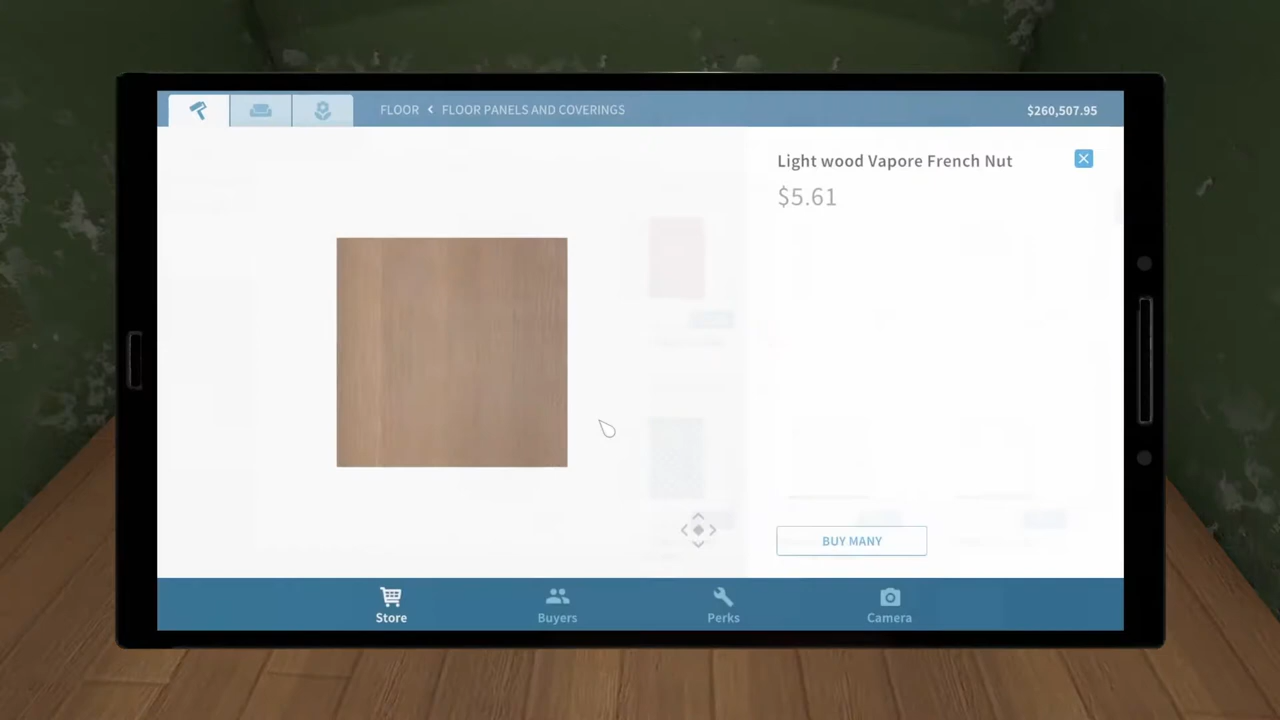 FLOOR < FLOOR PANELS AND COVERINGS
$260,507.95
Light wood Vapore French Nut
$5.61
BUY MANY
Store
Buyers
Perks
Camera